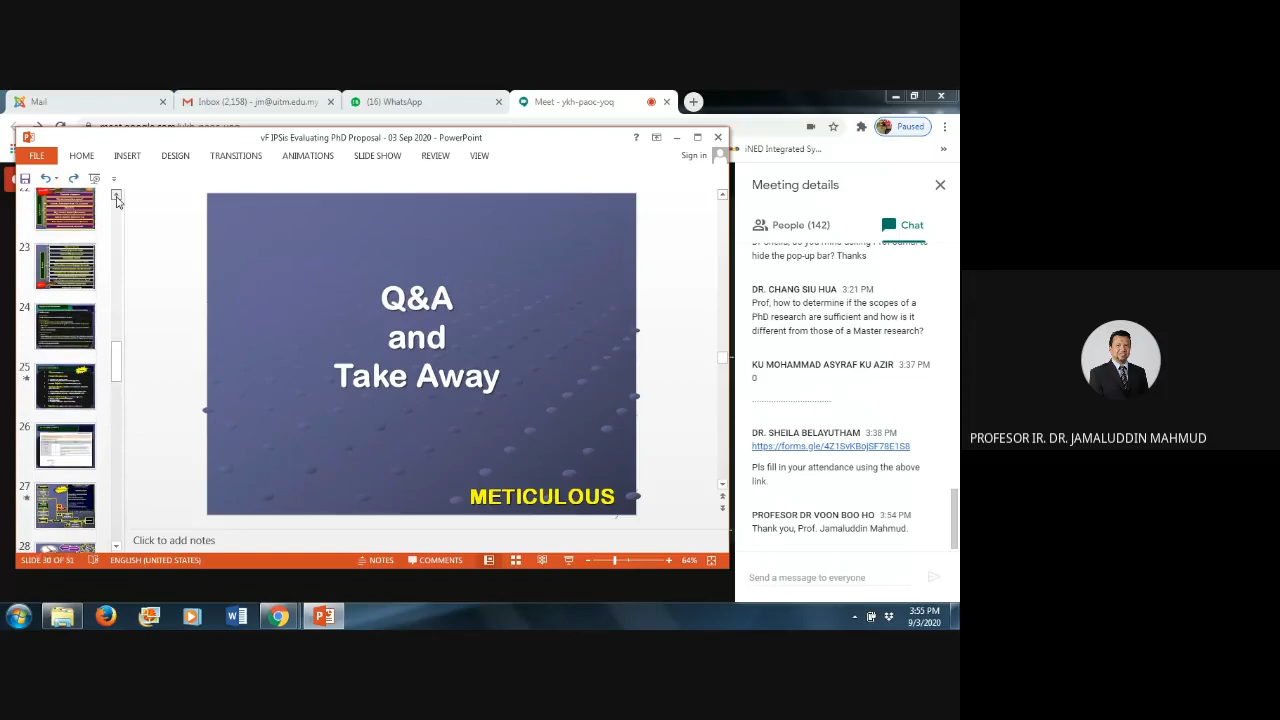 Mail
Inbox (2,158) - jm@uitm.edu.my
(16) WhatsApp
Meet - ykh-paoc-yoq
meet.google.com/ykh-paoc-yoq
Paused
iNED Integrated Sy...
vF IPSis Evaluating PhD Proposal - 03 Sep 2020 - PowerPoint
FILE HOME INSERT DESIGN TRANSITIONS ANIMATIONS SLIDE SHOW REVIEW VIEW
Sign in
22
23
24
25
26
27
28
Q&A
and
Take Away
METICULOUS
Click to add notes
SLIDE 30 OF 51 ENGLISH (UNITED STATES) NOTES COMMENTS 64%
Meeting details
People (142) Chat
hide the pop-up bar? Thanks
DR. CHANG SIU HUA 3:21 PM
Prof, how to determine if the scopes of a
PhD research are sufficient and how is it
different from those of a Master research?
KU MOHAMMAD ASYRAF KU AZIR 3:37 PM
0
................................
DR. SHEILA BELAYUTHAM 3:38 PM
https://forms.gle/4Z1SvKBojSF78E1S8
Pls fill in your attendance using the above
link.
PROFESOR DR VOON BOO HO 3:54 PM
Thank you, Prof. Jamaluddin Mahmud.
Send a message to everyone
3:55 PM
9/3/2020
PROFESOR IR. DR. JAMALUDDIN MAHMUD